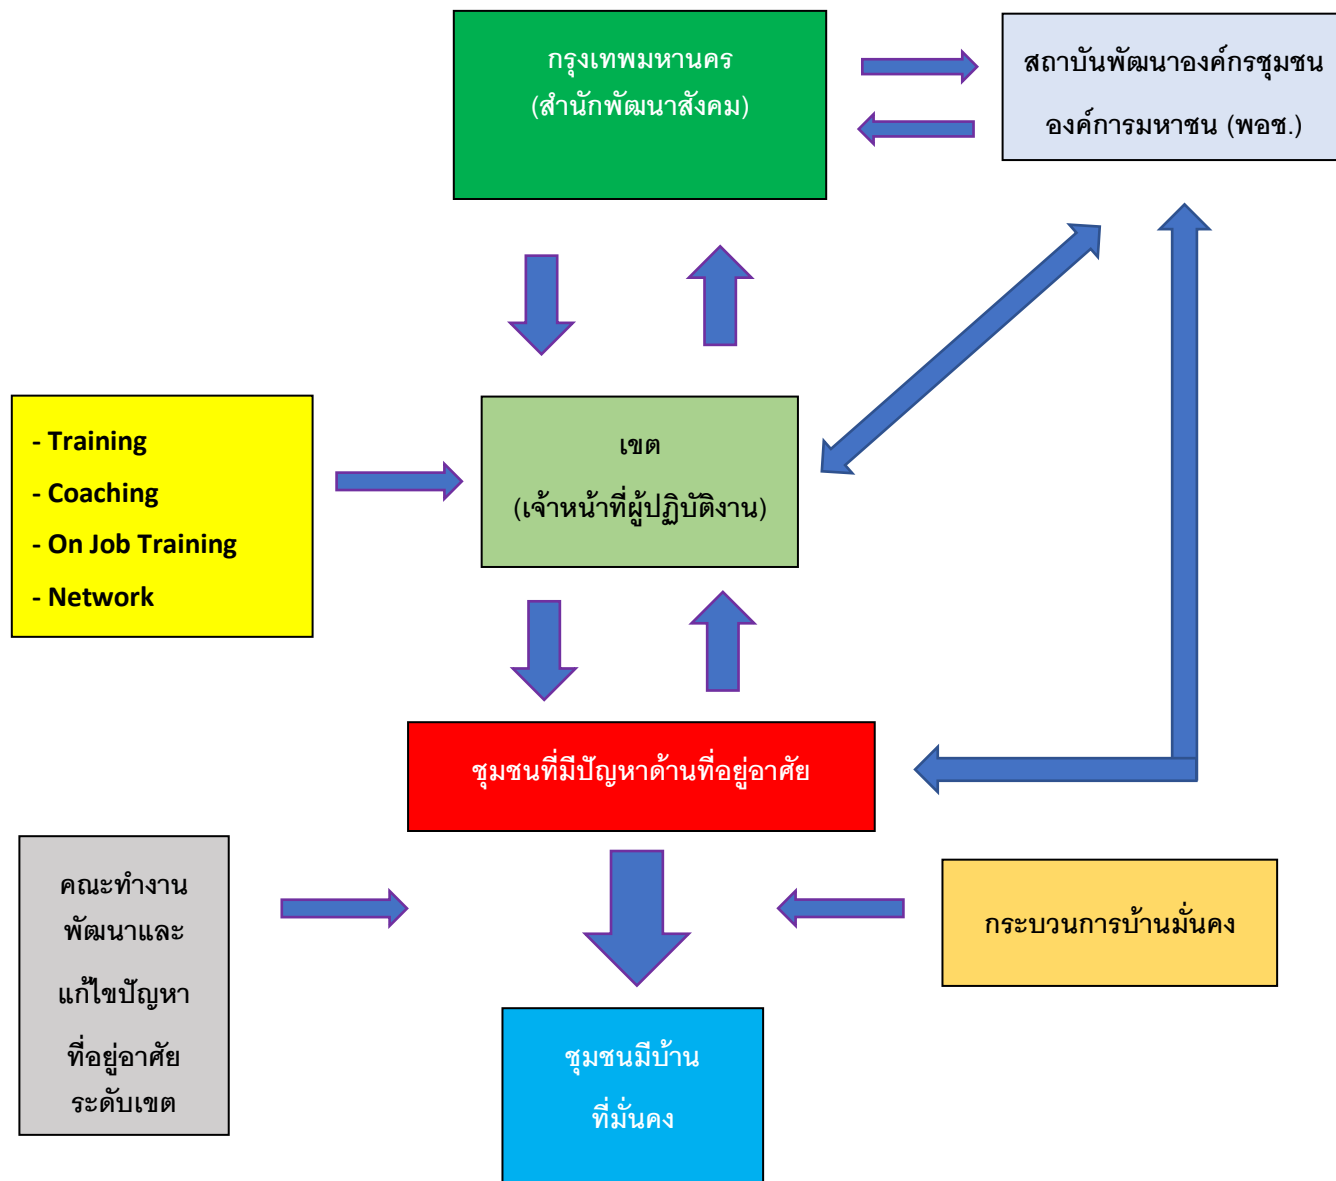 กรุงเทพมหานคร
(สำนักพัฒนาสังคม)
สถาบันพัฒนาองค์กรชุมชน
องค์การมหาชน (พอช.)
- Training
- Coaching
- On Job Training
- Network
เขต
(เจ้าหน้าที่ผู้ปฏิบัติงาน)
ชุมชนที่มีปัญหาด้านที่อยู่อาศัย
คณะทำงาน
พัฒนาและ
แก้ไขปัญหา
ที่อยู่อาศัย
ระดับเขต
กระบวนการบ้านมั่นคง
ชุมชนมีบ้าน
ที่มั่นคง